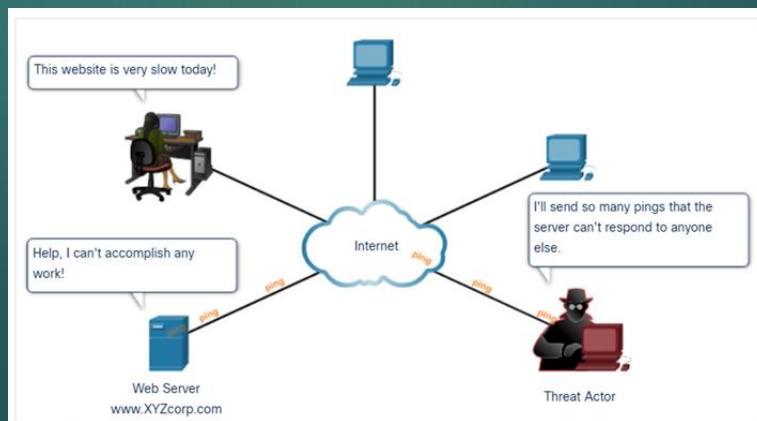 This website is very slow today!
I'll send so many pings that the
server can't respond to anyone
else.
Internet
Help, I can't accomplish any
work!
ping
ping
ping
ping
ping
ping
Web Server
www.XYZcorp.com
Threat Actor